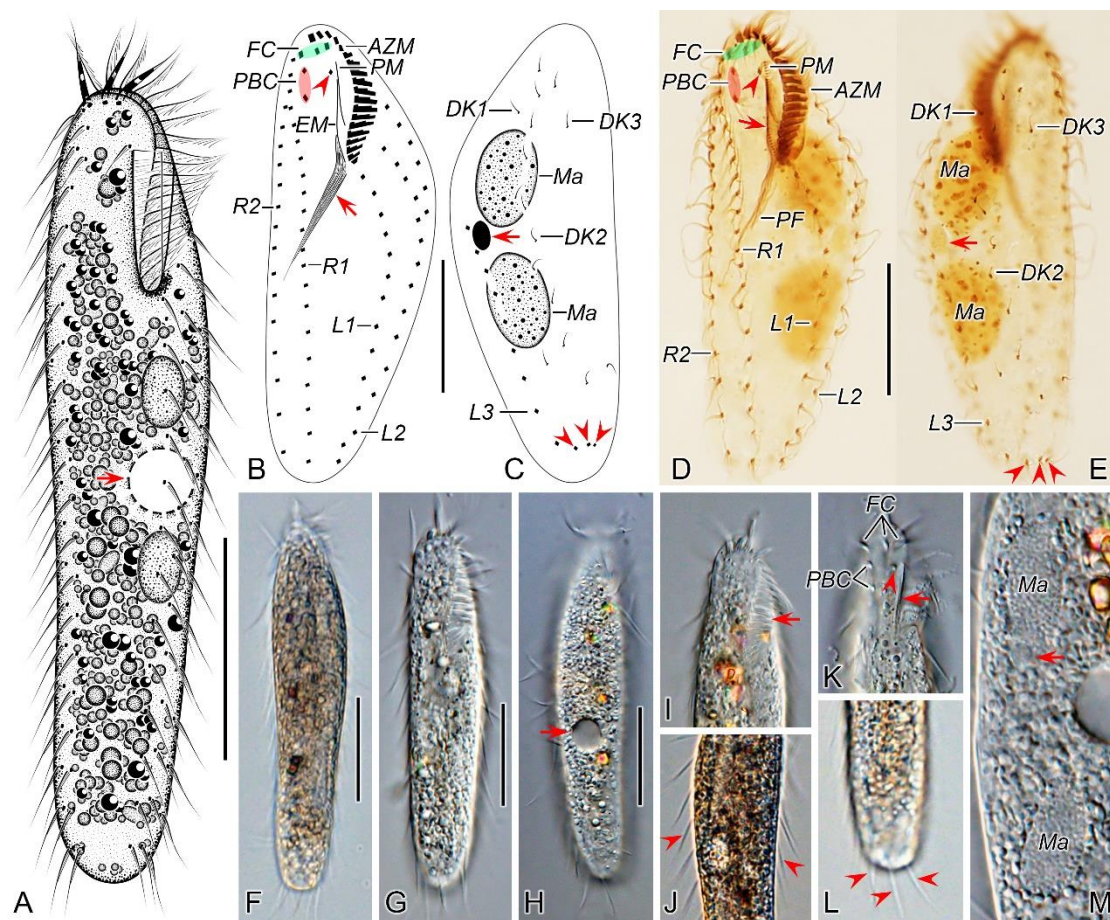 A
FC
PBC
AZM
PM
EM
R2
R1
L1
L2
B
DK1
DK3
Ma
DK2
Ma
L3
C
FC
PBC
PM
AZM
PF
R1
R2
L1
L2
D
DK1
DK3
Ma
DK2
Ma
L3
E
F
G
H
I
J
FC
PBC
K
L
Ma
Ma
M